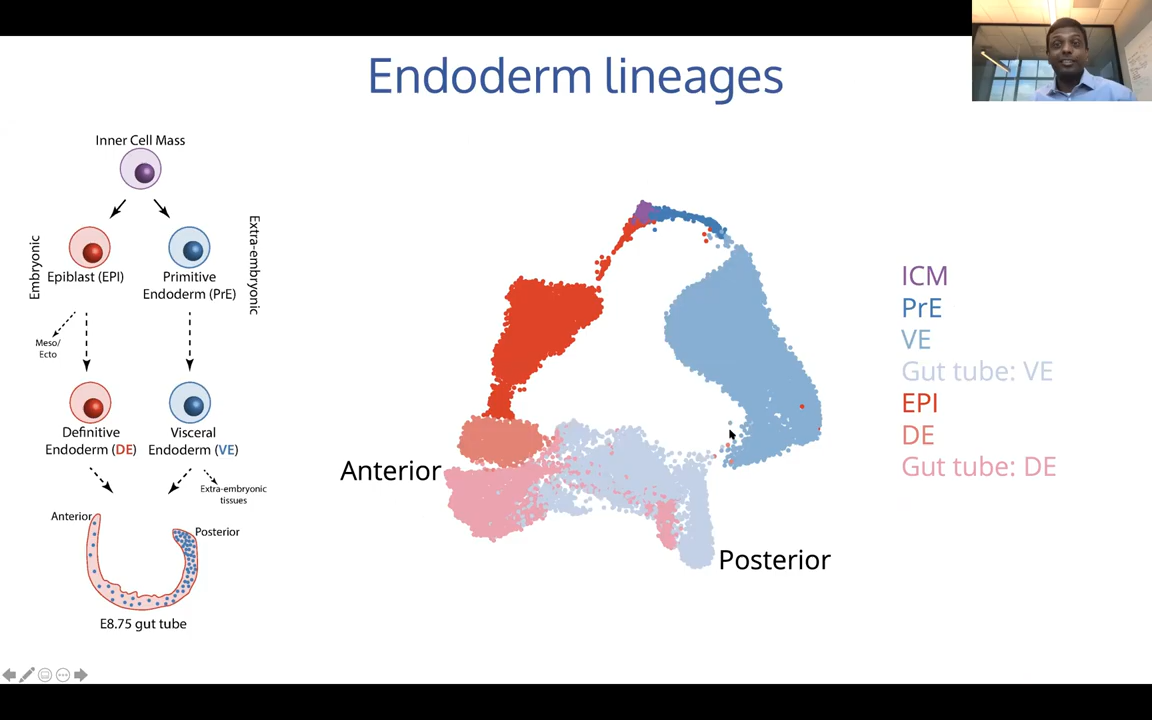 Endoderm lineages
Inner Cell Mass
Embryonic
Extra-embryonic
Epiblast (EPI)
Primitive
Endoderm (PrE)
Meso/
Ecto
Definitive
Endoderm (DE)
Visceral
Endoderm (VE)
Extra-embryonic
tissues
Anterior
Posterior
E8.75 gut tube
Anterior
Posterior
ICM
PrE
VE
Gut tube: VE
EPI
DE
Gut tube: DE